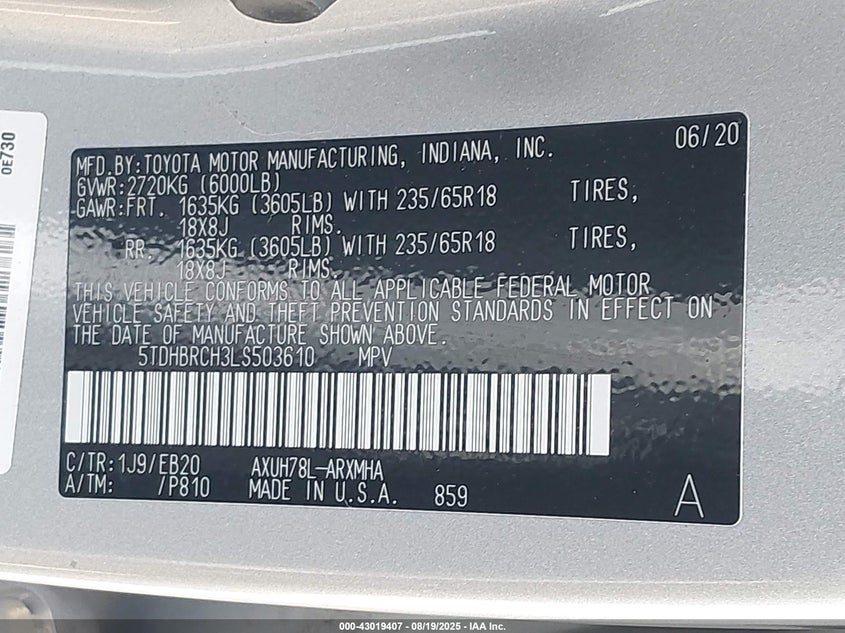 0E730
06/20
MFD.BY:TOYOTA MOTOR MANUFACTURING, INDIANA, INC.
GVWR:2720KG (6000LB)
GAWR:FRT. 1635KG (3605LB) WITH 235/65R18 TIRES,
18X8J RIMS.
RR. 1635KG (3605LB) WITH 235/65R18 TIRES,
18X8J RIMS.
THIS VEHICLE CONFORMS TO ALL APPLICABLE FEDERAL MOTOR
VEHICLE SAFETY AND THEFT PREVENTION STANDARDS IN EFFECT ON
THE DATE OF MANUFACTURE SHOWN ABOVE.
5TDHBRCH3LS503610 MPV
C/TR:1J9/EB20 AXUH78L-ARXMHA
A/TM: /P810 MADE IN U.S.A. 859 A
000-43019407 - 08/19/2025 - IAA Inc.